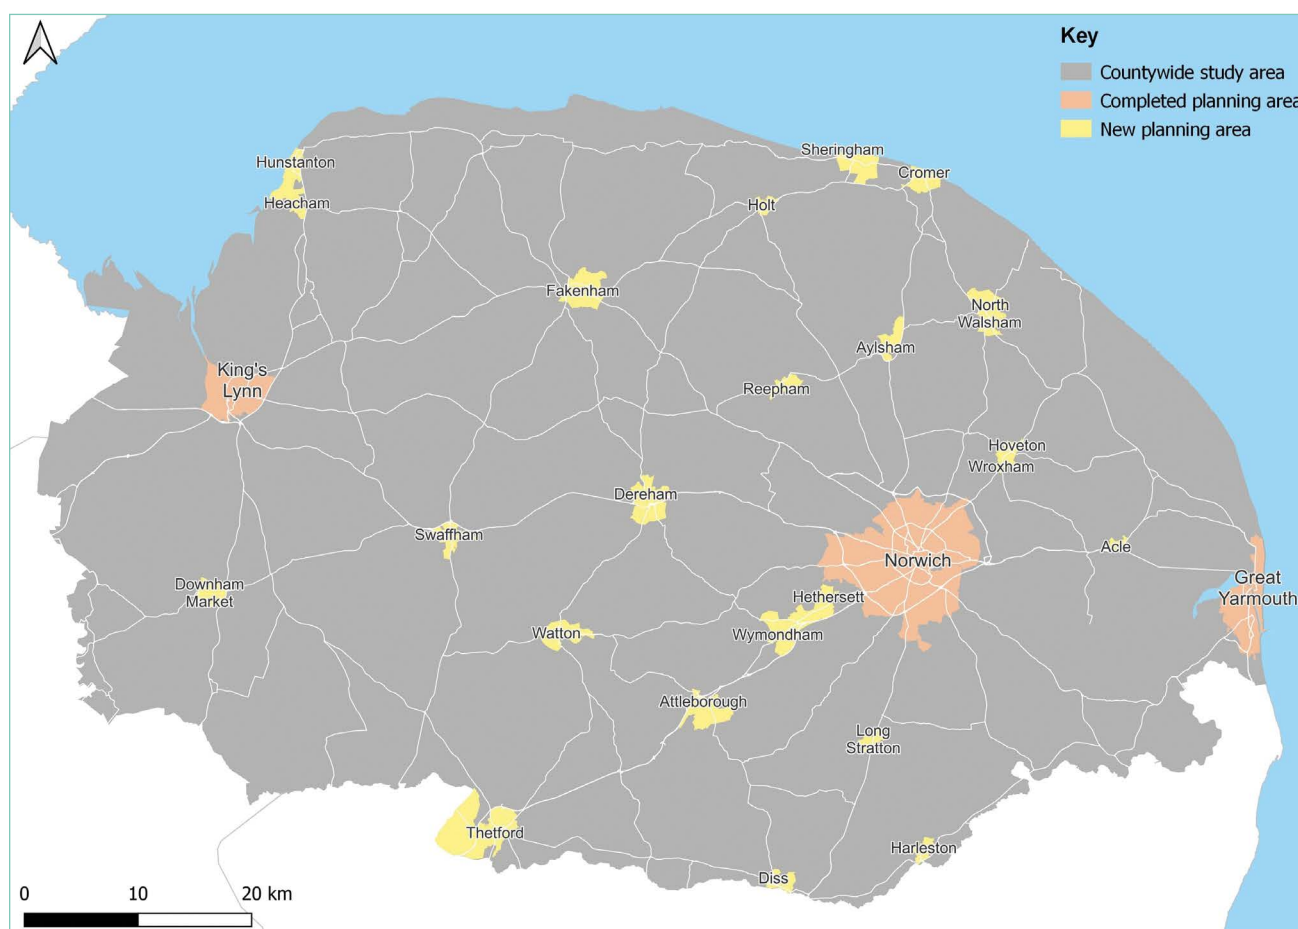 Key
Countywide study area
Completed planning area
New planning area
Sheringham
Hunstanton
Cromer
Heacham
Holt
Fakenham
North
Walsham
Aylsham
King's
Lynn
Reepham
Hoveton
Wroxham
Dereham
Swaffham
Acle
Norwich
Great
Yarmouth
Downham
Market
Hethersett
Watton
Wymondham
Attleborough
Long
Stratton
Thetford
Harleston
Diss
0 10 20 km